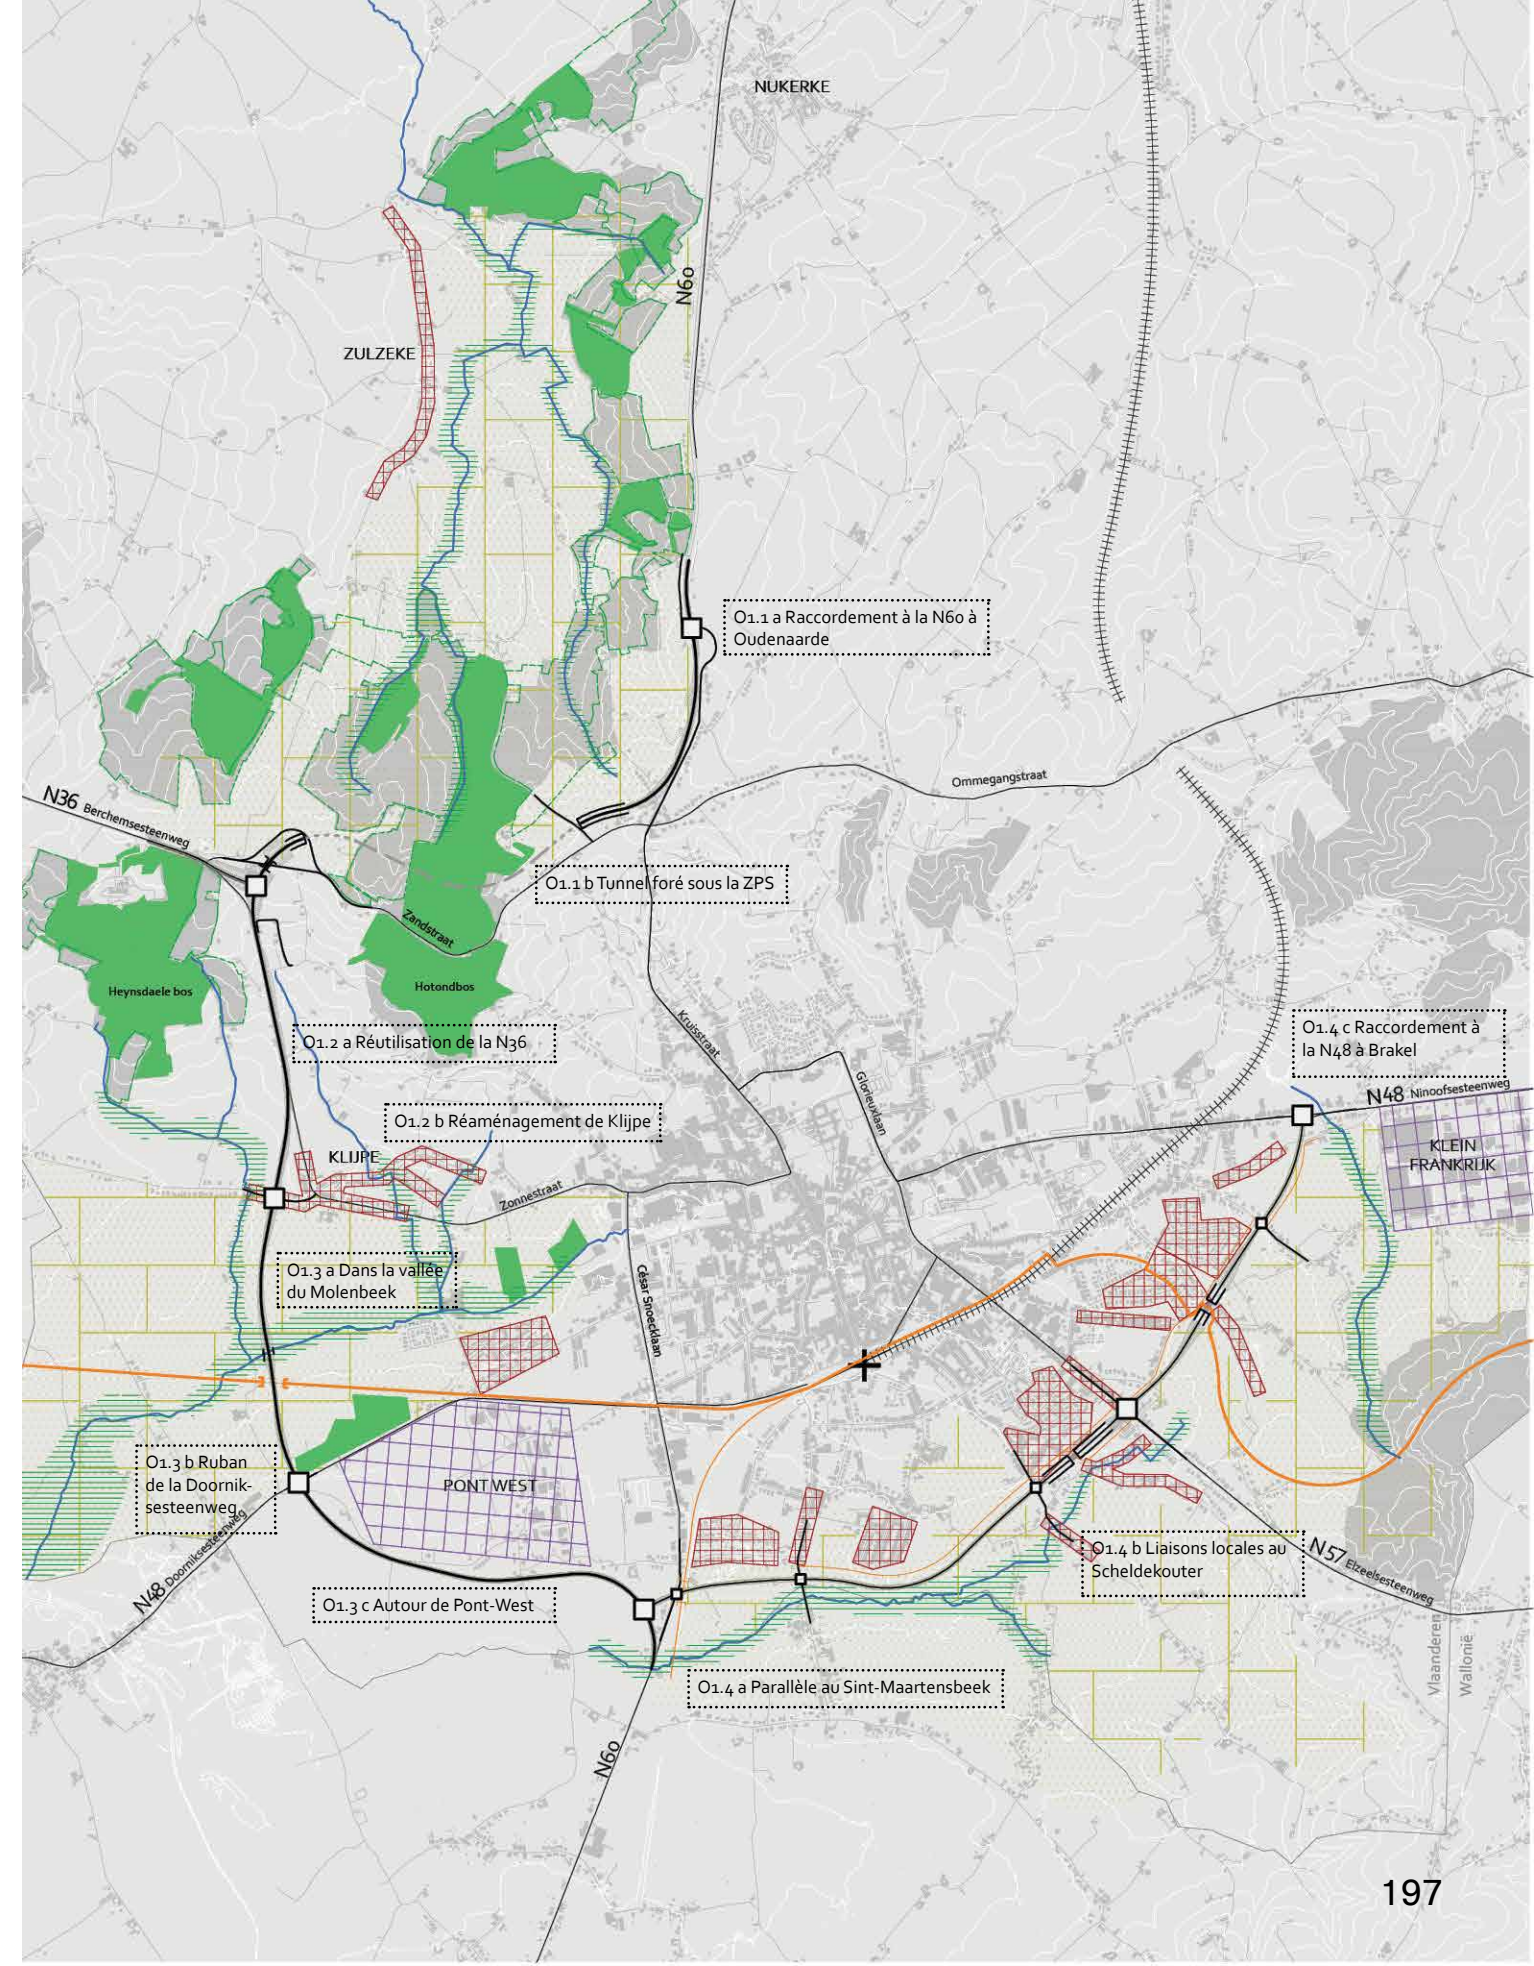 NUKERKE
N60
ZULZEKE
O1.1 a Raccordement à la N60 à
Oudenaarde
Ommegangstraat
N36 Berchemsesteenweg
O1.1 b Tunnel foré sous la ZPS
Zandstraat
Heynsdaele bos
Hotondbos
Kruisstraat
O1.2 a Réutilisation de la N36
O1.4 c Raccordement à
la N48 à Brakel
Glorieuxlaan
N48 Ninoofsesteenweg
O1.2 b Réaménagement de Klijpe
KLIJPE
KLEIN
FRANKRIJK
Zonnestraat
O1.3 a Dans la vallée
du Molenbeek
César Snoecklaan
O1.3 b Ruban
de la Doornik-
sesteenweg
PONT WEST
N48 Doorniksesteenweg
O1.4 b Liaisons locales au
Scheldekouter
N57 Elzeelsesteenweg
O1.3 c Autour de Pont-West
Vlaanderen
Wallonië
O1.4 a Parallèle au Sint-Maartensbeek
N60
197